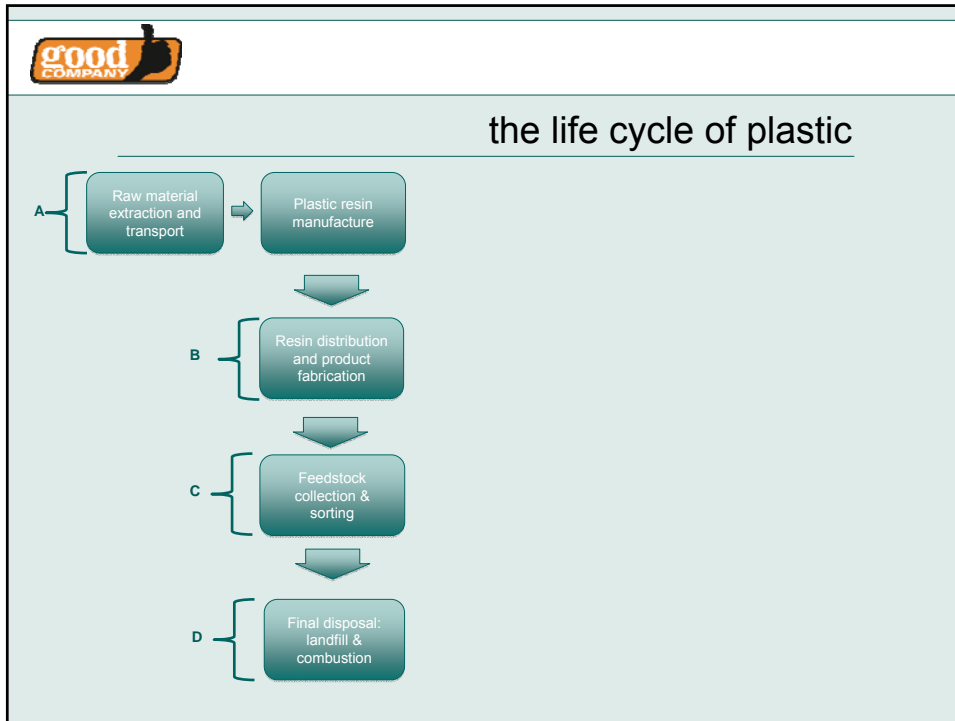 good
COMPANY
the life cycle of plastic
A
Raw material
extraction and
transport
Plastic resin
manufacture
B
Resin distribution
and product
fabrication
C
Feedstock
collection &
sorting
D
Final disposal:
landfill &
combustion